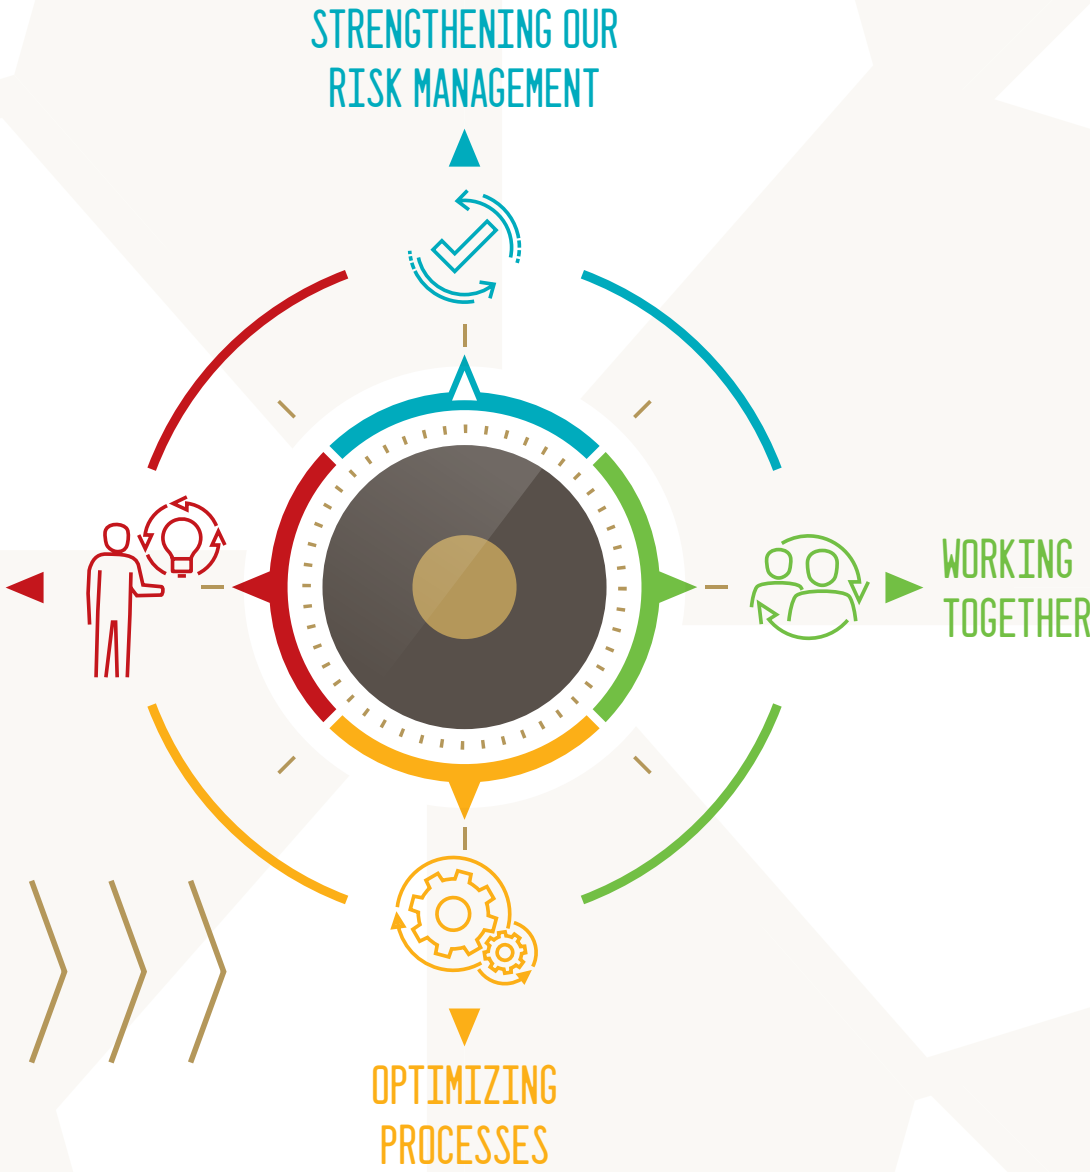 STRENGTHENING OUR
RISK MANAGEMENT
WORKING
TOGETHER
OPTIMIZING
PROCESSES